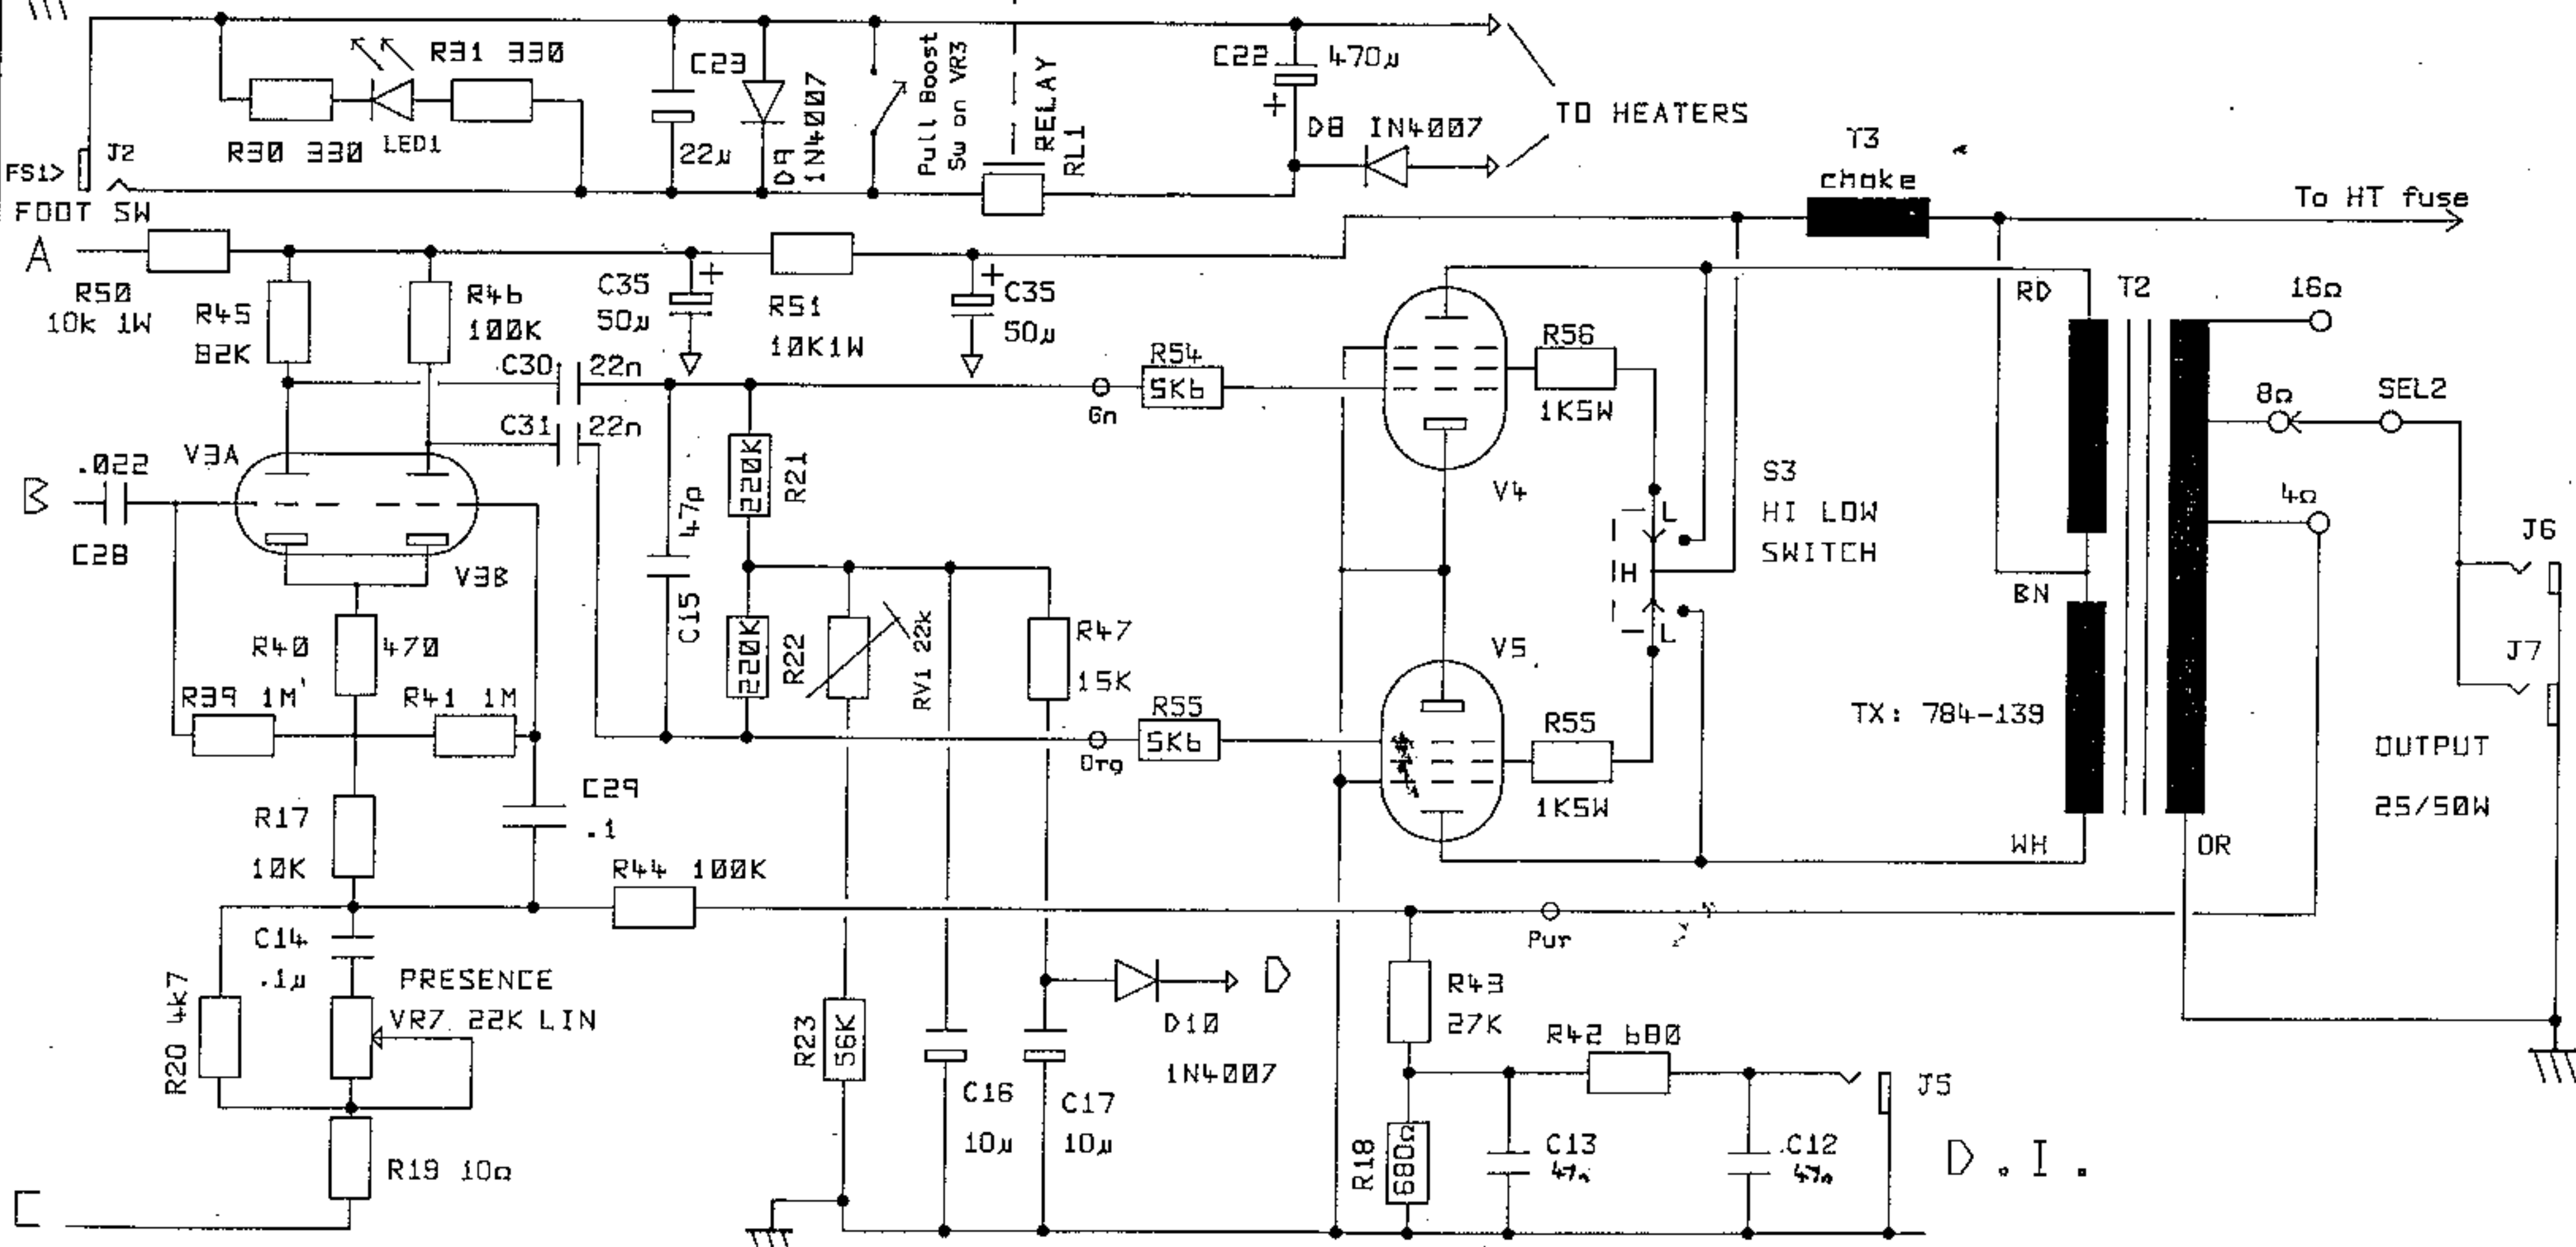 R31 330
R30 330
LED1
J2
FS1>
FOOT SW
C23
22µ
D9
1N4007
Pull Boost
Sw on VR3
RELAY
RL1
C22
470µ
+
D8 IN4007
TO HEATERS
T3
choke
To HT fuse
A
R50
10k 1W
R45
82K
R46
100K
C35
50µ
+
R51
10K1W
+
C35
50µ
C30 22n
C31 22n
Gn
R54
5K6
R56
1K5W
RD
T2
16Ω
8Ω
SEL2
4Ω
B
.022
C28
V3A
V3B
47p
C15
220K
R21
220K
R22
RV1 22k
R47
15K
V4
S3
HI LOW
SWITCH
L
H
L
BN
J6
J7
R40 470
R39 1M
R41 1M
R55
5K6
Org
V5
R55
1K5W
TX: 784-139
OUTPUT
25/50W
WH
OR
R17
10K
C29
.1
R44 100K
C14
.1µ
PRESENCE
VR7 22K LIN
R20 4k7
R19 10Ω
C
R23
56K
C16
10µ
C17
10µ
D
D10
1N4007
Pur
R43
27K
R42 680
J5
R18
680Ω
C13
47n
C12
47n
D.I.